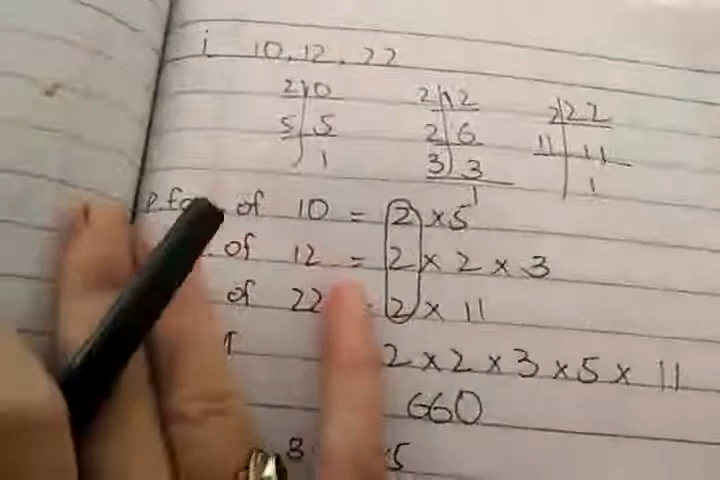 i 10, 12, 22
2 10 2 12 2 22
5 5 2 6 11 11
1 3 3 1
1
of 10 = 2 × 5
of 12 = 2 × 2 × 3
of 22 = 2 × 11
2 × 2 × 3 × 5 × 11
660
8 5